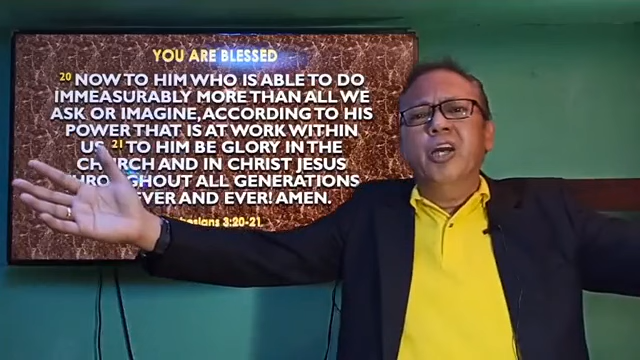 YOU ARE BLESSED
20 NOW TO HIM WHO IS ABLE TO DO
IMMEASURABLY MORE THAN ALL WE
ASK OR IMAGINE, ACCORDING TO HIS
POWER THAT IS AT WORK WITHIN
US, 21 TO HIM BE GLORY IN THE
CHURCH AND IN CHRIST JESUS
ALL GENERATIONS,
AND EVER! AMEN.
3:20-21